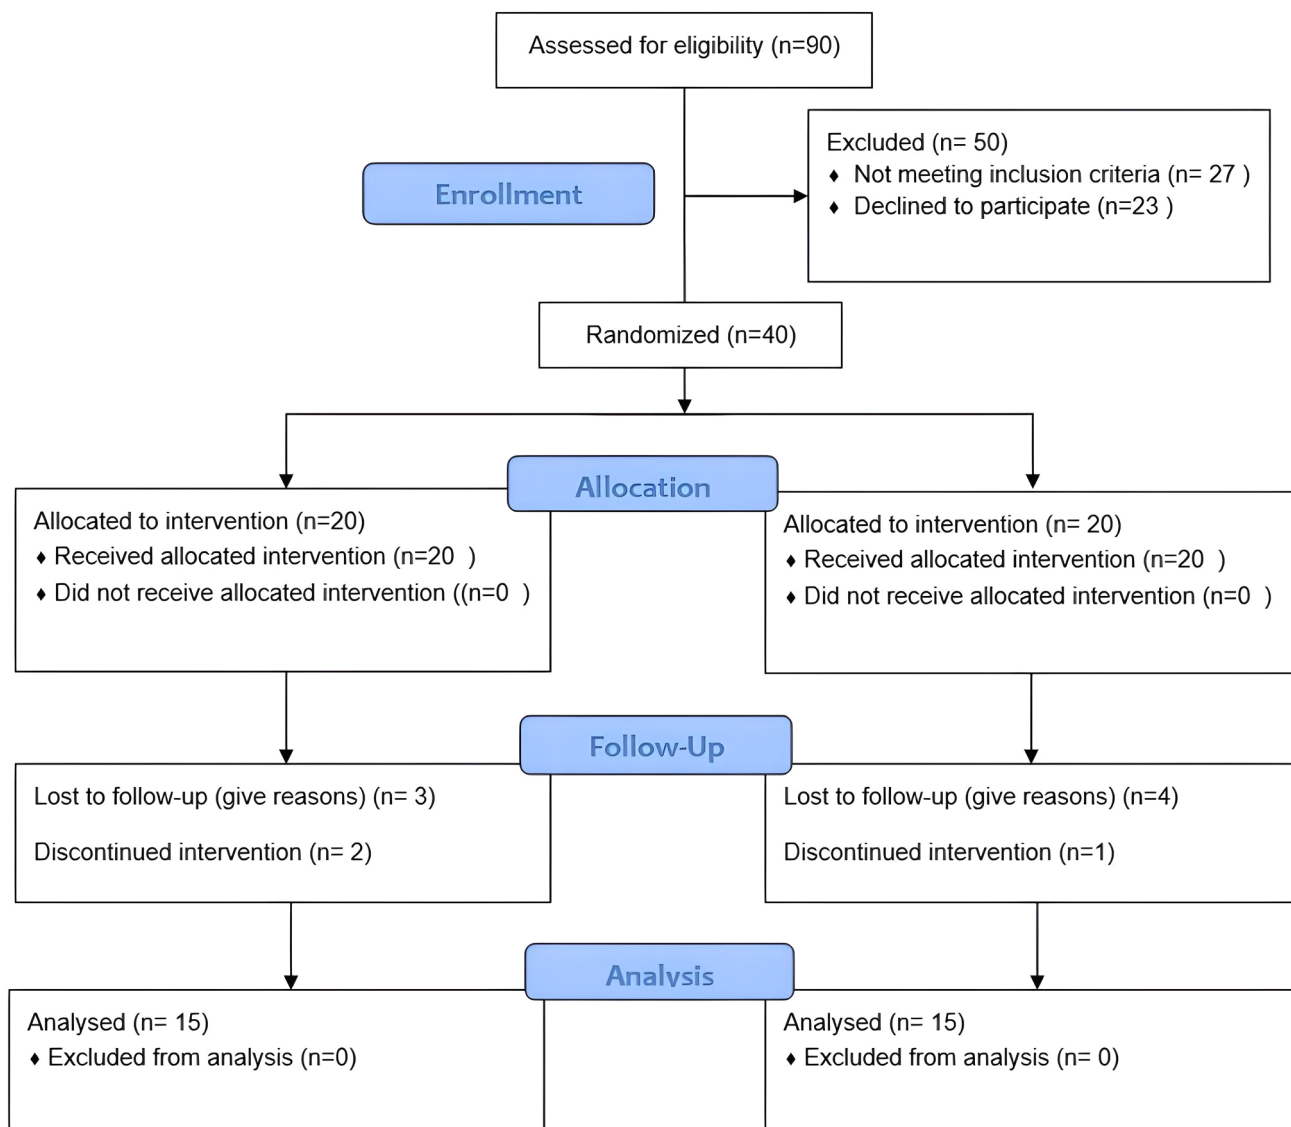 Assessed for eligibility (n=90)
Excluded (n= 50)
♦ Not meeting inclusion criteria (n= 27 )
♦ Declined to participate (n=23 )
Enrollment
Randomized (n=40)
Allocation
Allocated to intervention (n=20)
♦ Received allocated intervention (n=20 )
♦ Did not receive allocated intervention ((n=0 )
Allocated to intervention (n= 20)
♦ Received allocated intervention (n=20 )
♦ Did not receive allocated intervention (n=0 )
Follow-Up
Lost to follow-up (give reasons) (n= 3)
Discontinued intervention (n= 2)
Lost to follow-up (give reasons) (n=4)
Discontinued intervention (n=1)
Analysis
Analysed (n= 15)
♦ Excluded from analysis (n=0)
Analysed (n= 15)
♦ Excluded from analysis (n= 0)